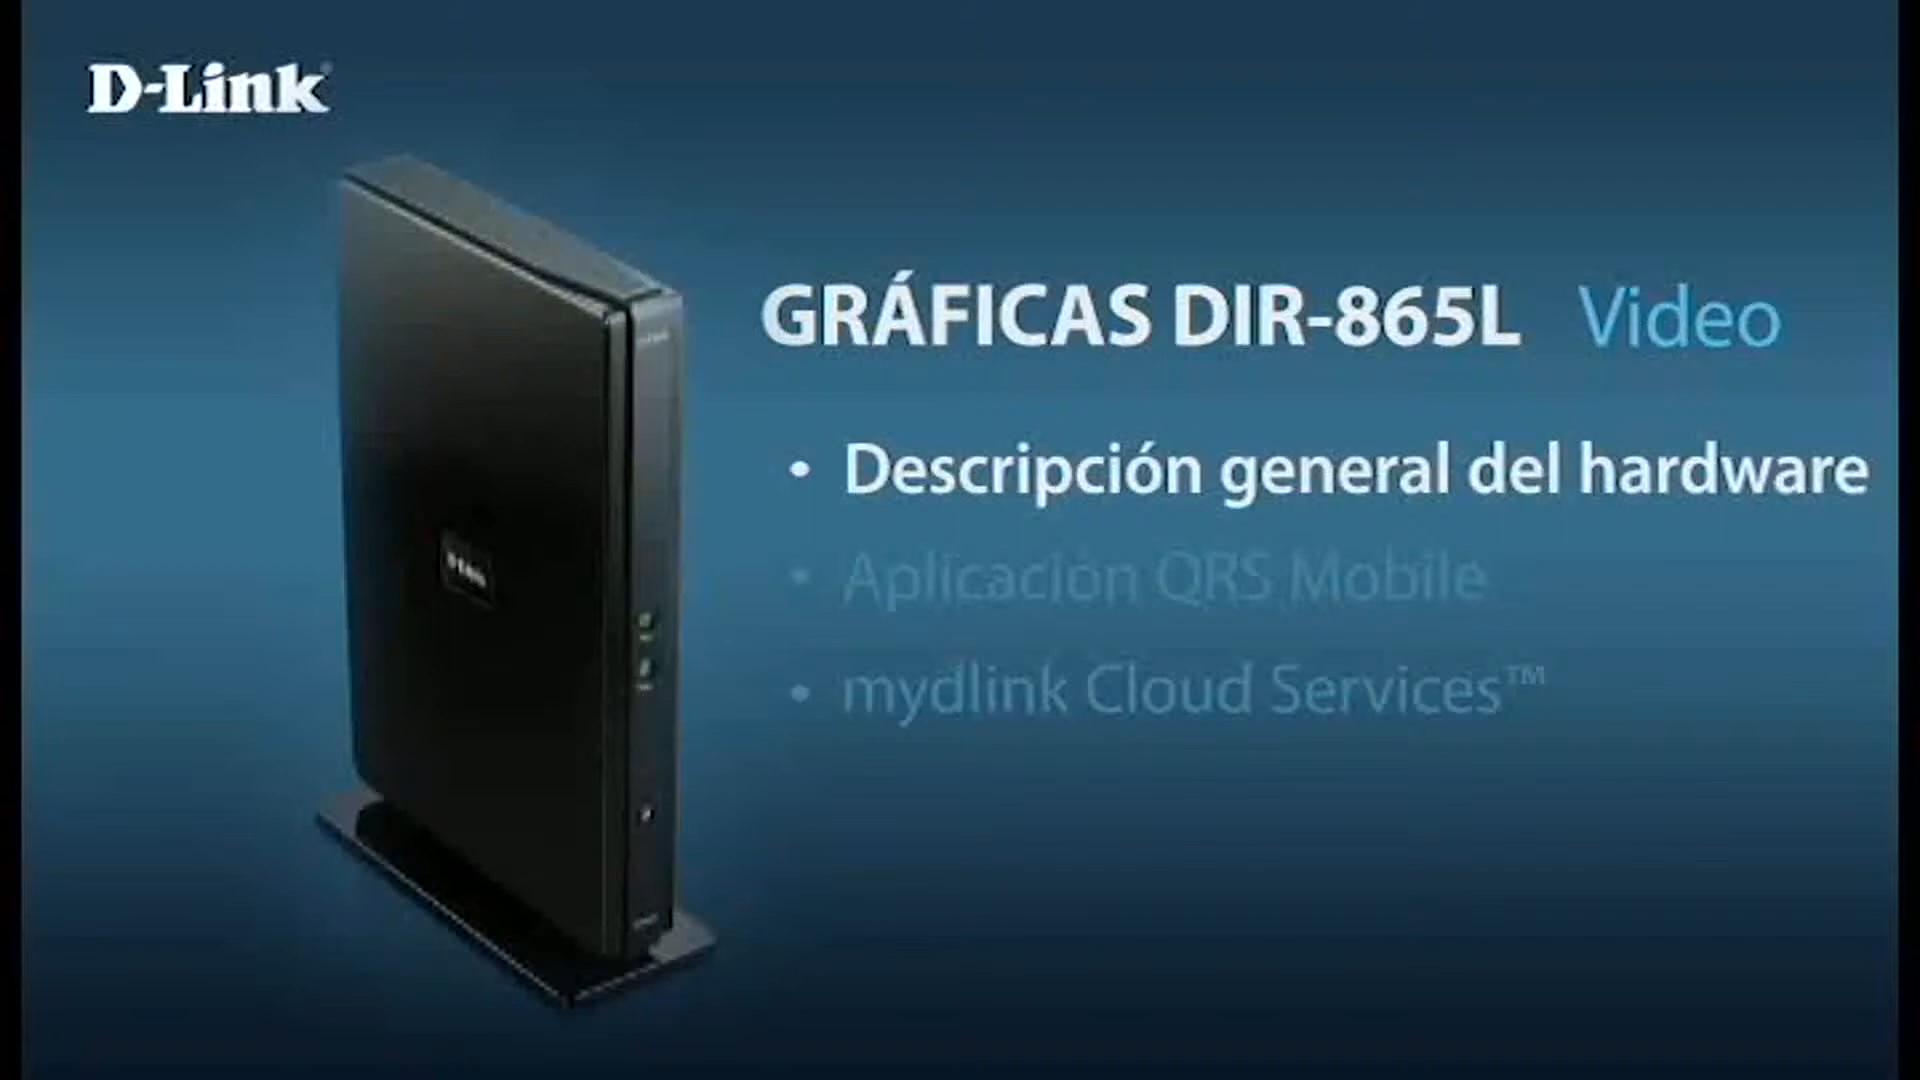 D-Link
GRÁFICAS DIR-865L Video
• Descripción general del hardware
• Aplicación QRS Mobile
• mydlink Cloud Services™
D-Link